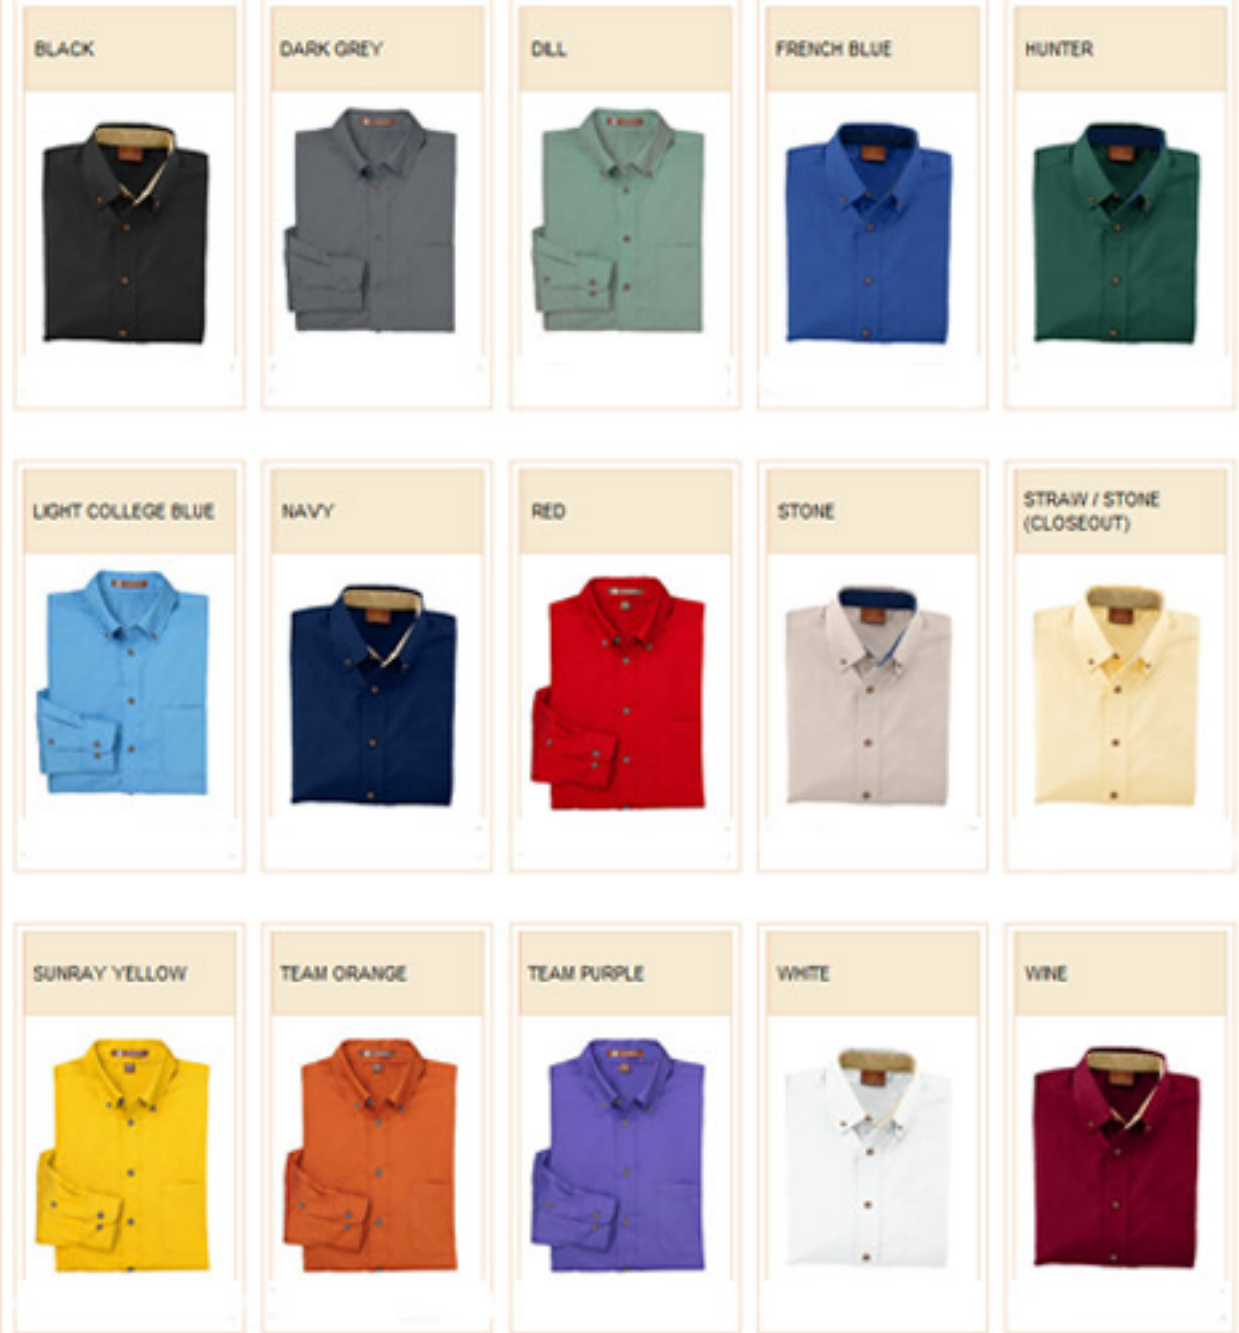 BLACK
DARK GREY
DILL
FRENCH BLUE
HUNTER
LIGHT COLLEGE BLUE
NAVY
RED
STONE
STRAW / STONE
(CLOSEOUT)
SUNRAY YELLOW
TEAM ORANGE
TEAM PURPLE
WHITE
WINE